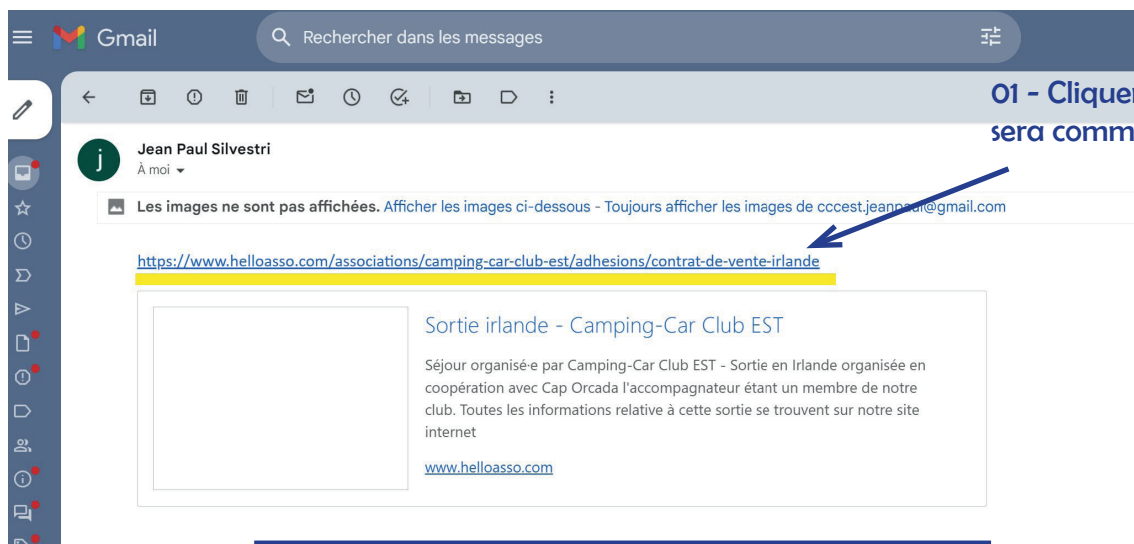 Gmail
Rechercher dans les messages
01 - Cliquer
sera comm
j
Jean Paul Silvestri
À moi
Les images ne sont pas affichées. Afficher les images ci-dessous - Toujours afficher les images de cccest.jeanpaul@gmail.com
https://www.helloasso.com/associations/camping-car-club-est/adhesions/contrat-de-vente-irlande
Sortie irlande - Camping-Car Club EST
Séjour organisé·e par Camping-Car Club EST - Sortie en Irlande organisée en
coopération avec Cap Orcada l'accompagnateur étant un membre de notre
club. Toutes les informations relative à cette sortie se trouvent sur notre site
internet
www.helloasso.com